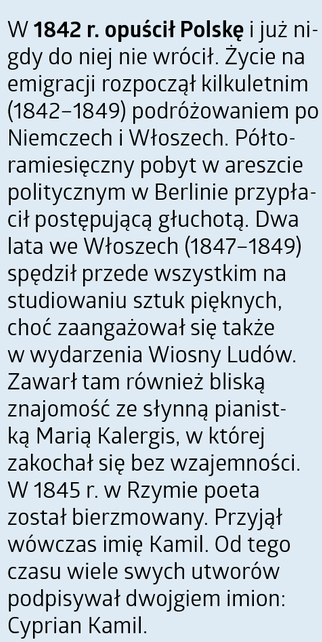 W 1842 r. opuścił Polskę i już ni-
gdy do niej nie wrócił. Życie na
emigracji rozpoczął kilkuletnim
(1842–1849) podróżowaniem po
Niemczech i Włoszech. Półto-
ramiesięczny pobyt w areszcie
politycznym w Berlinie przypła-
cił postępującą głuchotą. Dwa
lata we Włoszech (1847–1849)
spędził przede wszystkim na
studiowaniu sztuk pięknych,
choć zaangażował się także
w wydarzenia Wiosny Ludów.
Zawarł tam również bliską
znajomość ze słynną pianist-
ką Marią Kalergis, w której
zakochał się bez wzajemności.
W 1845 r. w Rzymie poeta
został bierzmowany. Przyjął
wówczas imię Kamil. Od tego
czasu wiele swych utworów
podpisywał dwojgiem imion:
Cyprian Kamil.